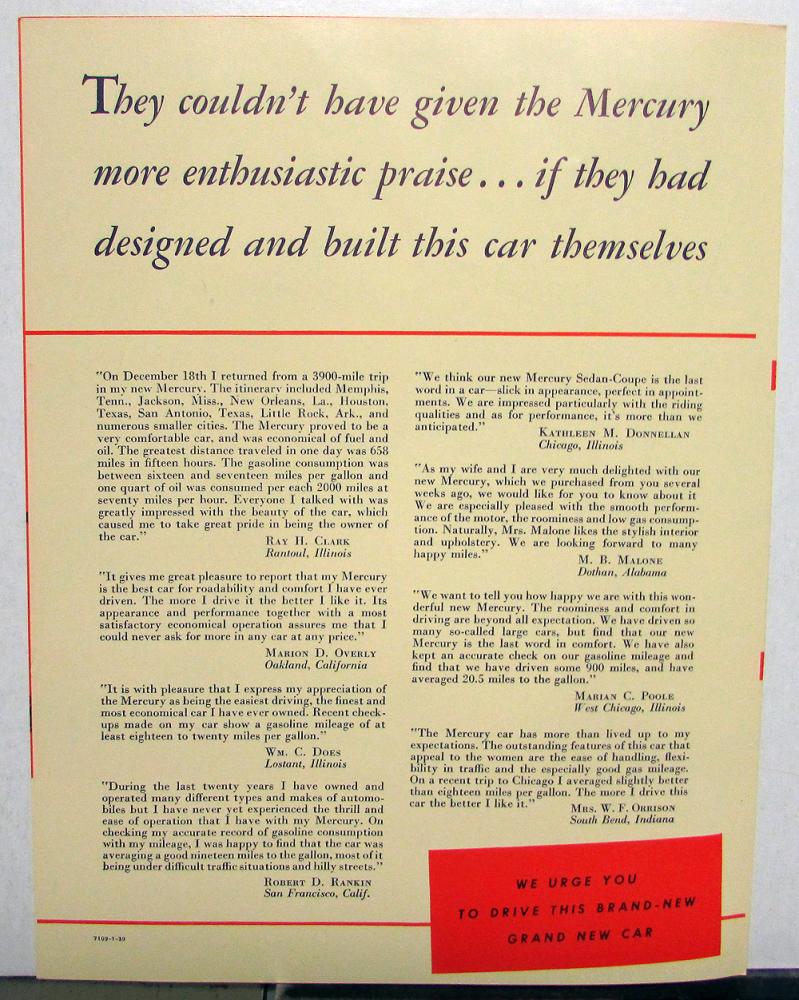 They couldn't have given the Mercury
more enthusiastic praise...if they had
designed and built this car themselves
"On December 18th I returned from a 3900-mile trip
in my new Mercury. The itinerary included Memphis,
Tenn., Jackson, Miss., New Orleans, La., Houston,
Texas, San Antonio, Texas, Little Rock, Ark., and
numerous smaller cities. The Mercury proved to be a
very comfortable car, and was economical of fuel and
oil. The greatest distance traveled in one day was 658
miles in fifteen hours. The gasoline consumption was
between sixteen and seventeen miles per gallon and
one quart of oil was consumed per each 2000 miles at
seventy miles per hour. Everyone I talked with was
greatly impressed with the beauty of the car, which
caused me to take great pride in being the owner of
the car."
RAY H. CLARK
Rantoul, Illinois
"It gives me great pleasure to report that my Mercury
is the best car for roadability and comfort I have ever
driven. The more I drive it the better I like it. Its
appearance and performance together with a most
satisfactory economical operation assures me that I
could never ask for more in any car at any price."
MARION D. OVERLY
Oakland, California
"It is with pleasure that I express my appreciation of
the Mercury as being the easiest driving, the finest and
most economical car I have ever owned. Recent check-
ups made on my car show a gasoline mileage of at
least eighteen to twenty miles per gallon."
WM. C. DOES
Lostant, Illinois
"During the last twenty years I have owned and
operated many different types and makes of automo-
biles but I have never yet experienced the thrill and
ease of operation that I have with my Mercury. On
checking my accurate record of gasoline consumption
with my mileage, I was happy to find that the car was
averaging a good nineteen miles to the gallon, most of it
being under difficult traffic situations and hilly streets."
ROBERT D. RANKIN
San Francisco, Calif.
"We think our new Mercury Sedan-Coupe is the last
word in a car—slick in appearance, perfect in appoint-
ments. We are impressed particularly with the riding
qualities and as for performance, it's more than we
anticipated."
KATHLEEN M. DONNELLAN
Chicago, Illinois
"As my wife and I are very much delighted with our
new Mercury, which we purchased from you several
weeks ago, we would like for you to know about it
We are especially pleased with the smooth perform-
ance of the motor, the roominess and low gas consump-
tion. Naturally, Mrs. Malone likes the stylish interior
and upholstery. We are looking forward to many
happy miles."
M. B. MALONE
Dothan, Alabama
"We want to tell you how happy we are with this won-
derful new Mercury. The roominess and comfort in
driving are beyond all expectation. We have driven so
many so-called large cars, but find that our new
Mercury is the last word in comfort. We have also
kept an accurate check on our gasoline mileage and
find that we have driven some 900 miles, and have
averaged 20.5 miles to the gallon."
MARIAN C. POOLE
West Chicago, Illinois
"The Mercury car has more than lived up to my
expectations. The outstanding features of this car that
appeal to the women are the ease of handling, flexi-
bility in traffic and the especially good gas mileage.
On a recent trip to Chicago I averaged slightly better
than eighteen miles per gallon. The more I drive this
car the better I like it."
MRS. W. F. ORRISON
South Bend, Indiana
WE URGE YOU
TO DRIVE THIS BRAND-NEW
GRAND NEW CAR
7109-1-39